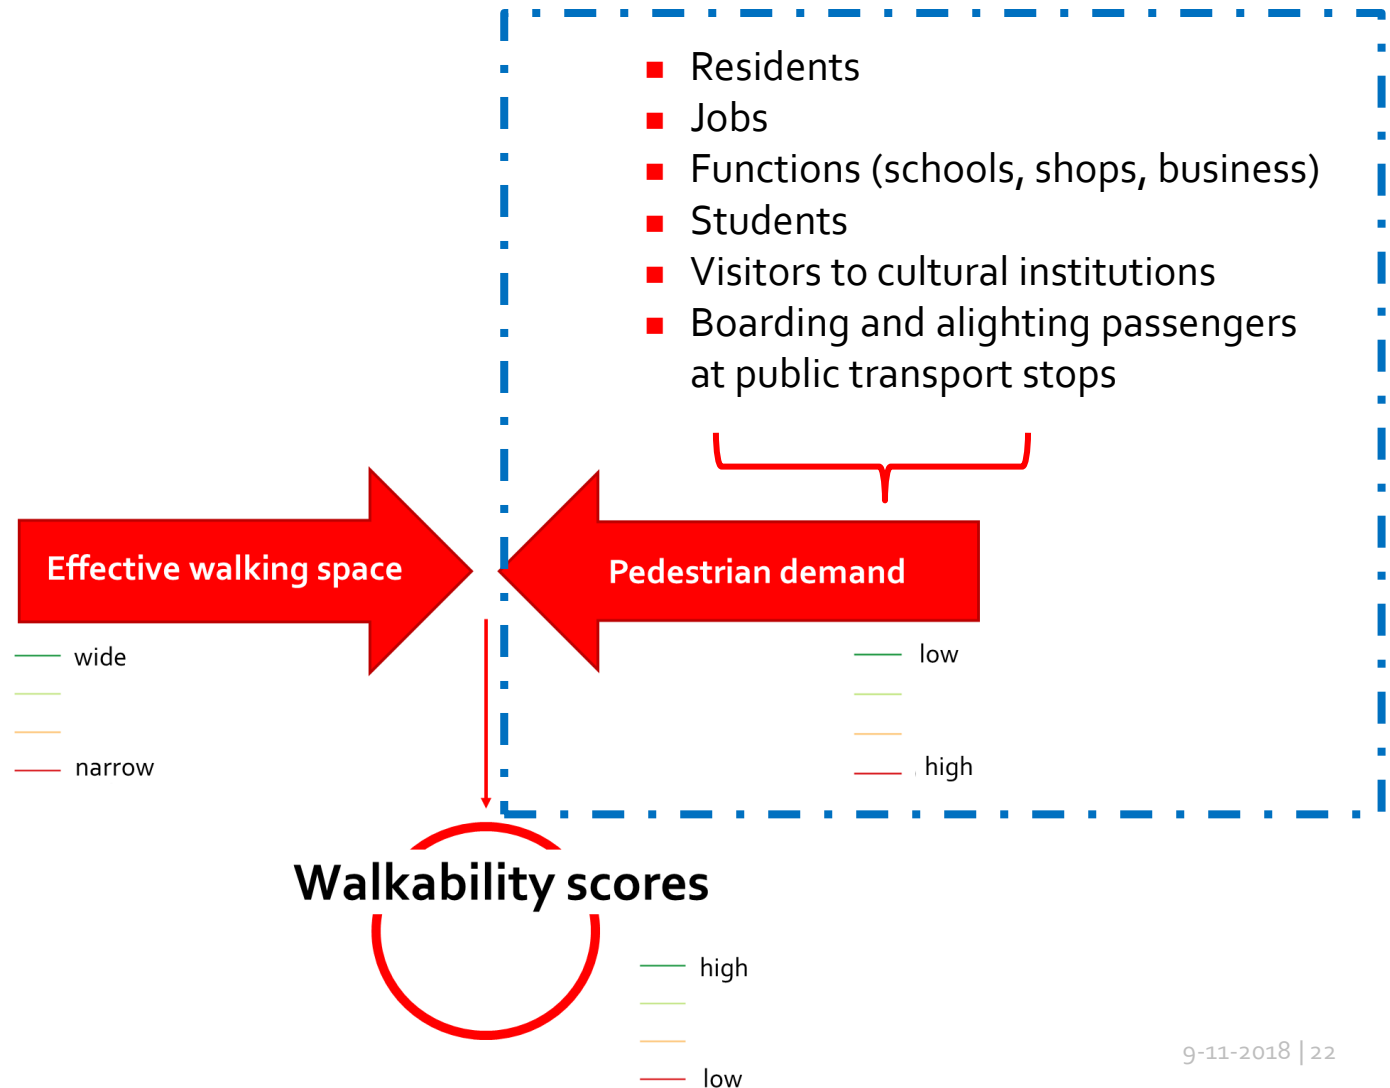 Residents
Jobs
Functions (schools, shops, business)
Students
Visitors to cultural institutions
Boarding and alighting passengers
at public transport stops
Effective walking space
Pedestrian demand
wide
narrow
low
high
Walkability scores
high
low
9-11-2018 | 22